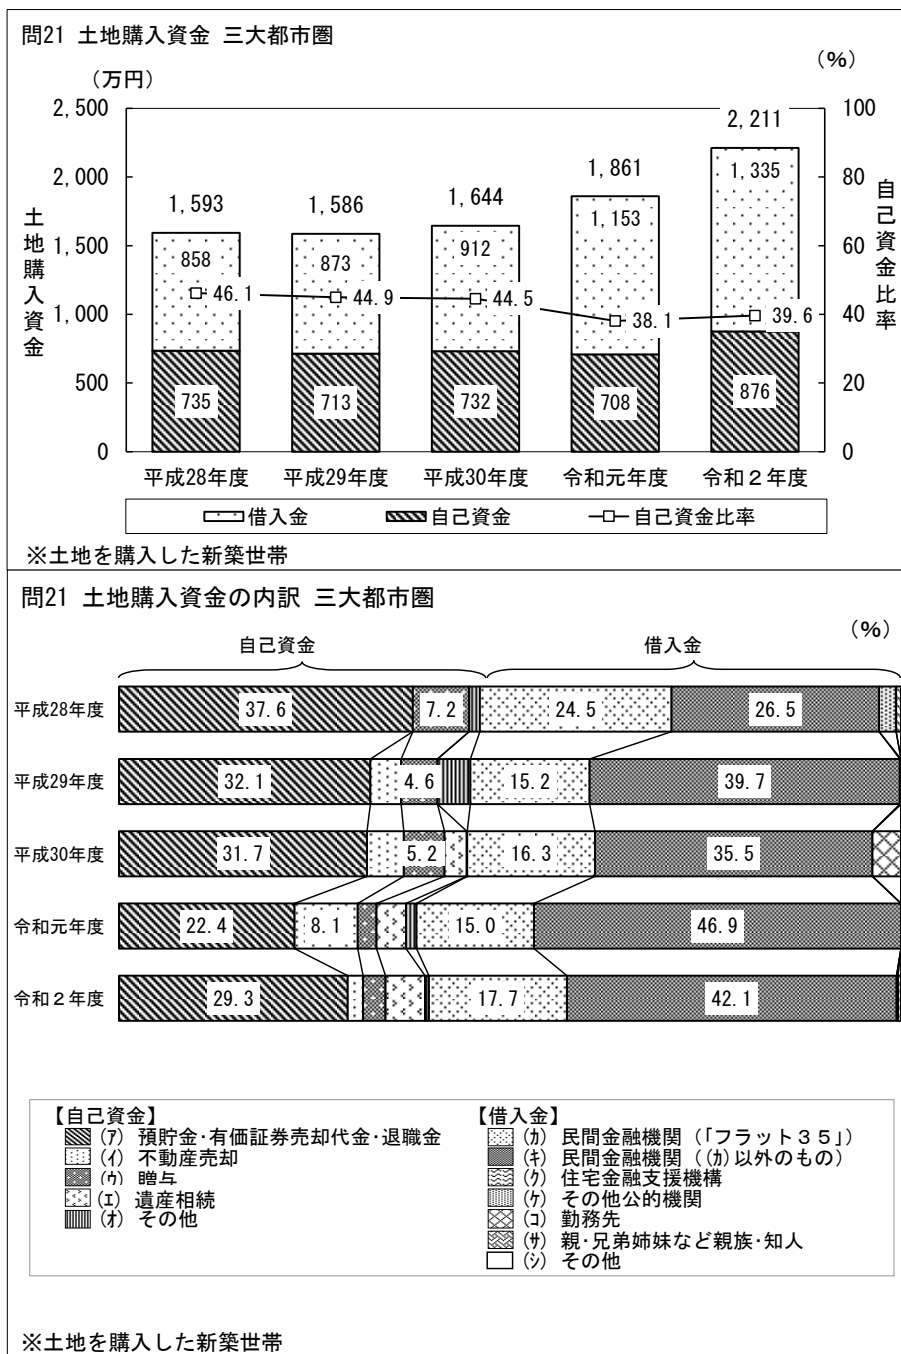 問21 土地購入資金 三大都市圏
(%)
(万円)
2,500
2,000
1,500
1,000
500
0
土地購入資金
100
80
60
40
20
0
自己資金比率
1,593
1,586
1,644
1,861
2,211
858
873
912
1,153
1,335
46.1
44.9
44.5
38.1
39.6
735
713
732
708
876
平成28年度 平成29年度 平成30年度 令和元年度 令和2年度
借入金 自己資金 自己資金比率
※土地を購入した新築世帯
問21 土地購入資金の内訳 三大都市圏
(%)
自己資金 借入金
平成28年度 37.6 7.2 24.5 26.5
平成29年度 32.1 4.6 15.2 39.7
平成30年度 31.7 5.2 16.3 35.5
令和元年度 22.4 8.1 15.0 46.9
令和2年度 29.3 17.7 42.1
【自己資金】
(ｱ) 預貯金･有価証券売却代金･退職金
(ｲ) 不動産売却
(ｳ) 贈与
(ｴ) 遺産相続
(ｵ) その他
【借入金】
(ｶ) 民間金融機関（「フラット35」）
(ｷ) 民間金融機関（(ｶ)以外のもの）
(ｸ) 住宅金融支援機構
(ｹ) その他公的機関
(ｺ) 勤務先
(ｻ) 親･兄弟姉妹など親族･知人
(ｼ) その他
※土地を購入した新築世帯